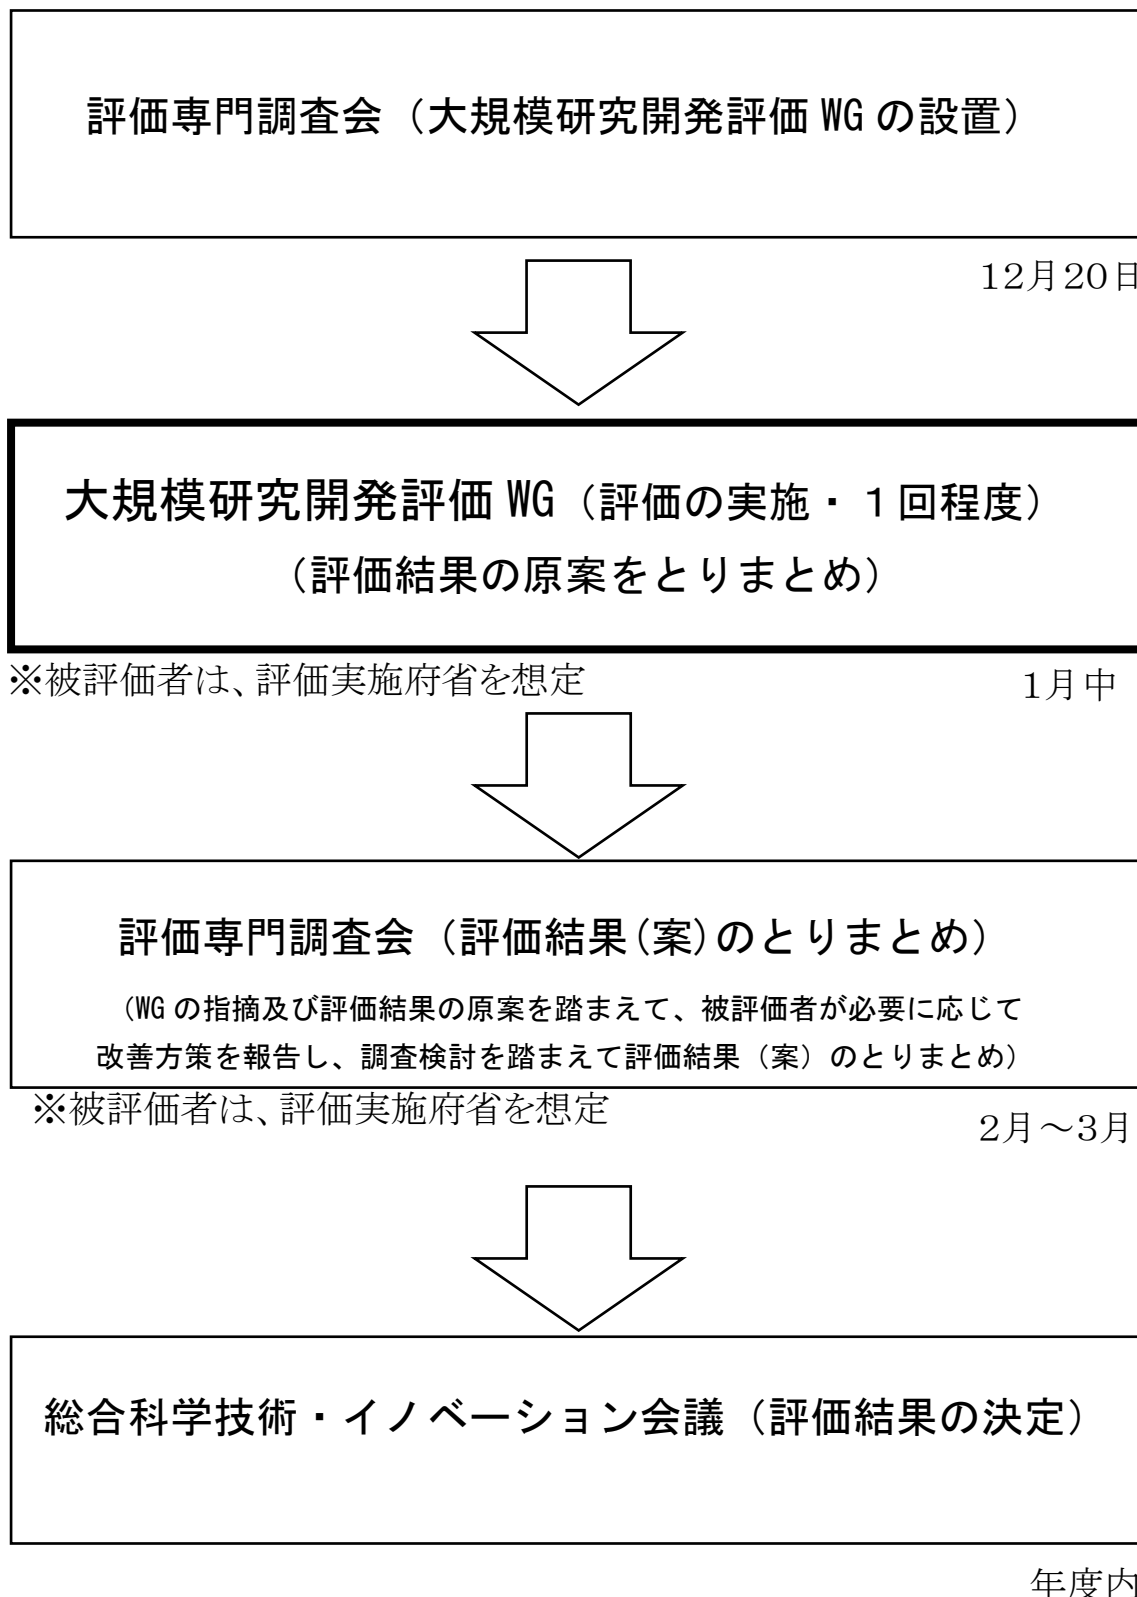 評価専門調査会（大規模研究開発評価 WG の設置）
12月20日
大規模研究開発評価 WG（評価の実施・１回程度）
（評価結果の原案をとりまとめ）
※被評価者は、評価実施府省を想定
1月中
評価専門調査会（評価結果(案)のとりまとめ）
（WG の指摘及び評価結果の原案を踏まえて、被評価者が必要に応じて
改善方策を報告し、調査検討を踏まえて評価結果（案）のとりまとめ）
※被評価者は、評価実施府省を想定
2月～3月
総合科学技術・イノベーション会議（評価結果の決定）
年度内